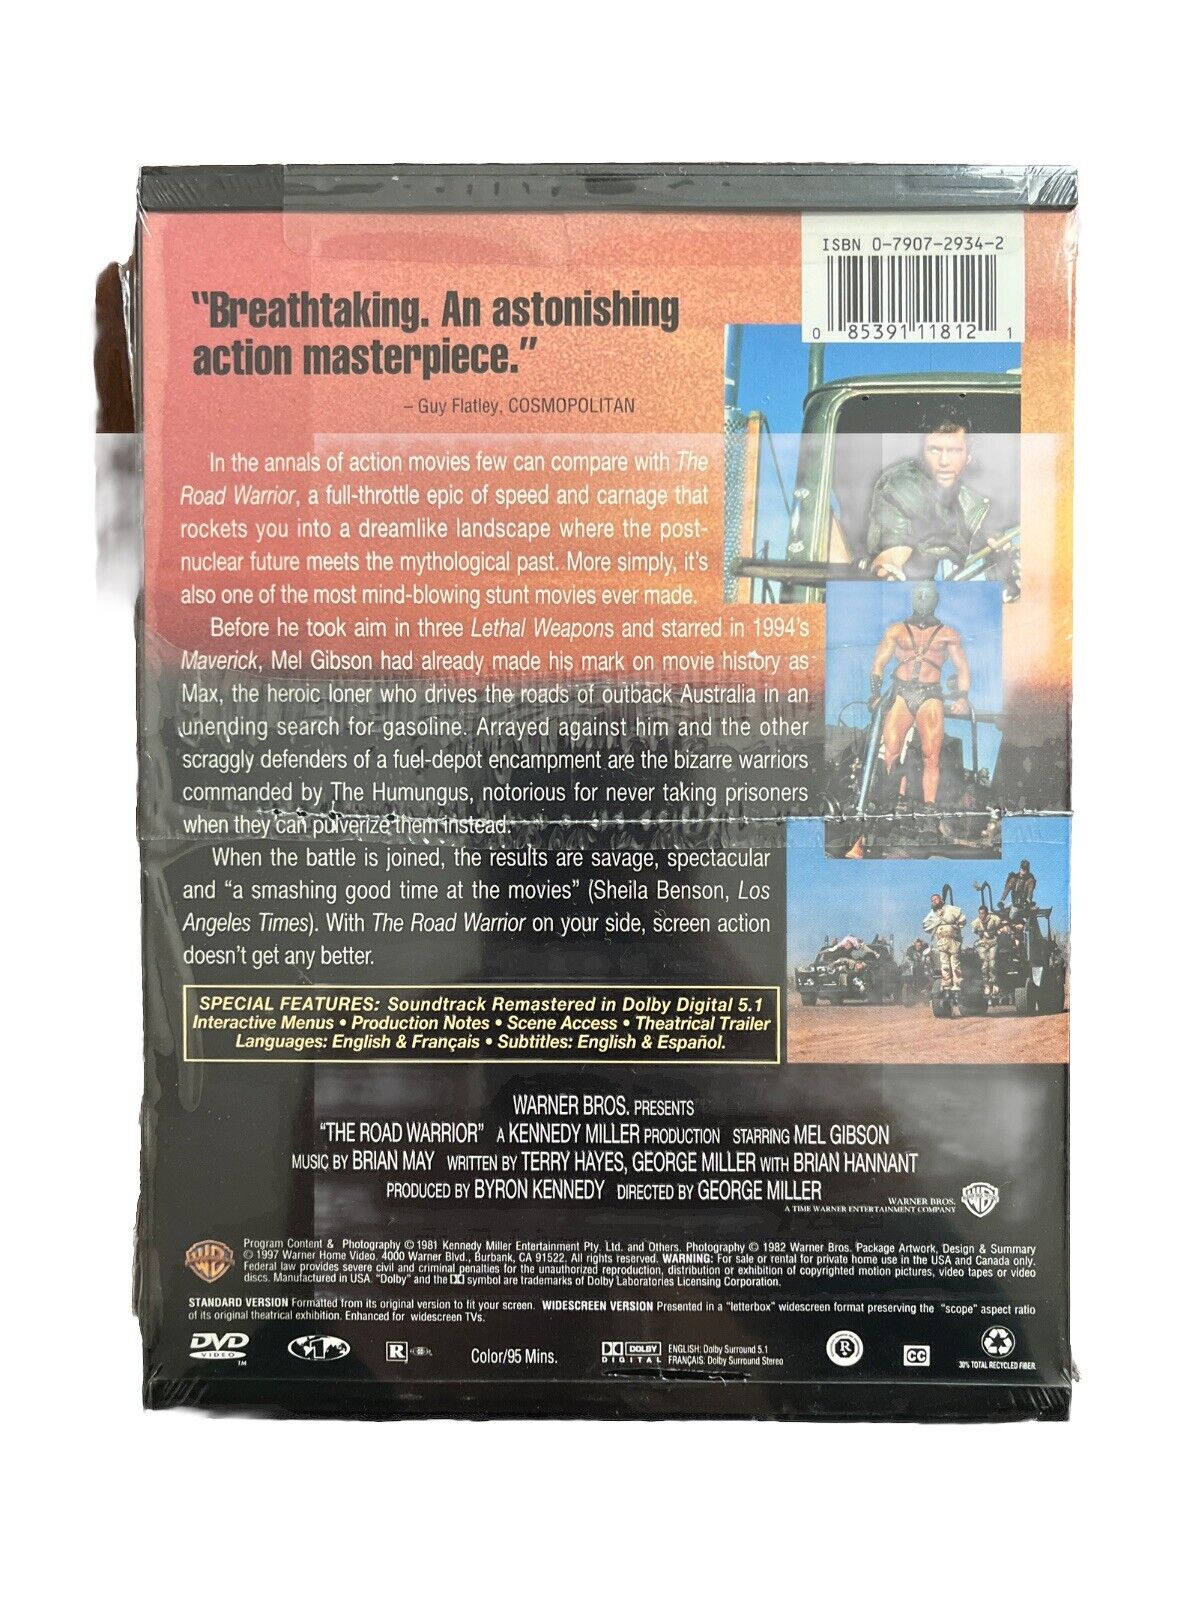 ISBN 0-7907-2934-2
0 85391 11812 1
"Breathtaking. An astonishing
action masterpiece."
– Guy Flatley, COSMOPOLITAN
In the annals of action movies few can compare with The
Road Warrior, a full-throttle epic of speed and carnage that
rockets you into a dreamlike landscape where the post-
nuclear future meets the mythological past. More simply, it's
also one of the most mind-blowing stunt movies ever made.
Before he took aim in three Lethal Weapons and starred in 1994's
Maverick, Mel Gibson had already made his mark on movie history as
Max, the heroic loner who drives the roads of outback Australia in an
unending search for gasoline. Arrayed against him and the other
scraggly defenders of a fuel-depot encampment are the bizarre warriors
commanded by The Humungus, notorious for never taking prisoners
when they can pulverize them instead.
When the battle is joined, the results are savage, spectacular
and "a smashing good time at the movies" (Sheila Benson, Los
Angeles Times). With The Road Warrior on your side, screen action
doesn't get any better.
SPECIAL FEATURES: Soundtrack Remastered in Dolby Digital 5.1
Interactive Menus • Production Notes • Scene Access • Theatrical Trailer
Languages: English & Français • Subtitles: English & Español.
WARNER BROS. PRESENTS
"THE ROAD WARRIOR" A KENNEDY MILLER PRODUCTION STARRING MEL GIBSON
MUSIC BY BRIAN MAY WRITTEN BY TERRY HAYES, GEORGE MILLER WITH BRIAN HANNANT
PRODUCED BY BYRON KENNEDY DIRECTED BY GEORGE MILLER
WARNER BROS.
A TIME WARNER ENTERTAINMENT COMPANY
Program Content & Photography © 1981 Kennedy Miller Entertainment Pty. Ltd. and Others. Photography © 1982 Warner Bros. Package Artwork, Design & Summary
© 1997 Warner Home Video. 4000 Warner Blvd., Burbank, CA 91522. All rights reserved. WARNING: For sale or rental for private home use in the USA and Canada only.
Federal law provides severe civil and criminal penalties for the unauthorized reproduction, distribution or exhibition of copyrighted motion pictures, video tapes or video
discs. Manufactured in USA. "Dolby" and the DD symbol are trademarks of Dolby Laboratories Licensing Corporation.
STANDARD VERSION Formatted from its original version to fit your screen. WIDESCREEN VERSION Presented in a "letterbox" widescreen format preserving the "scope" aspect ratio
of its original theatrical exhibition. Enhanced for widescreen TVs.
DVD VIDEO ™
1
R
Color/95 Mins.
DOLBY DIGITAL
ENGLISH: Dolby Surround 5.1
FRANÇAIS: Dolby Surround Stereo
R
CC
30% TOTAL RECYCLED FIBER